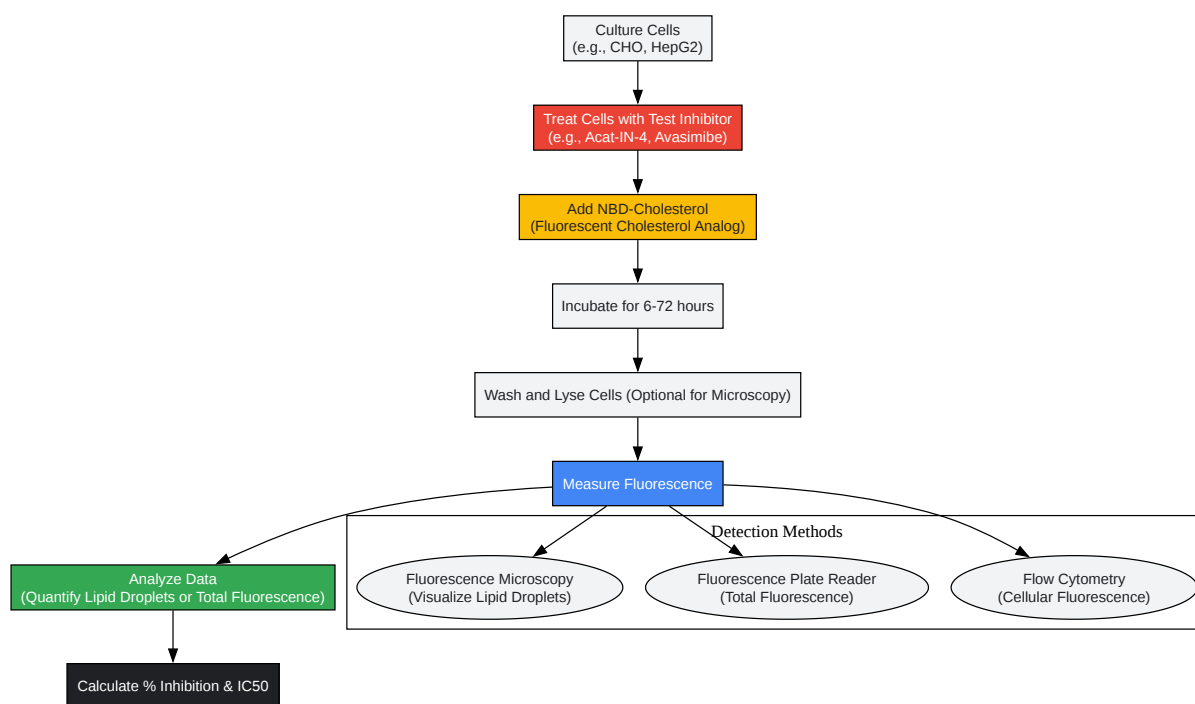 Culture Cells
(e.g., CHO, HepG2)
Treat Cells with Test Inhibitor
(e.g., Acat-IN-4, Avasimibe)
Add NBD-Cholesterol
(Fluorescent Cholesterol Analog)
Incubate for 6-72 hours
Wash and Lyse Cells (Optional for Microscopy)
Measure Fluorescence
Detection Methods
Analyze Data
(Quantify Lipid Droplets or Total Fluorescence)
Fluorescence Microscopy
(Visualize Lipid Droplets)
Fluorescence Plate Reader
(Total Fluorescence)
Flow Cytometry
(Cellular Fluorescence)
Calculate % Inhibition & IC50